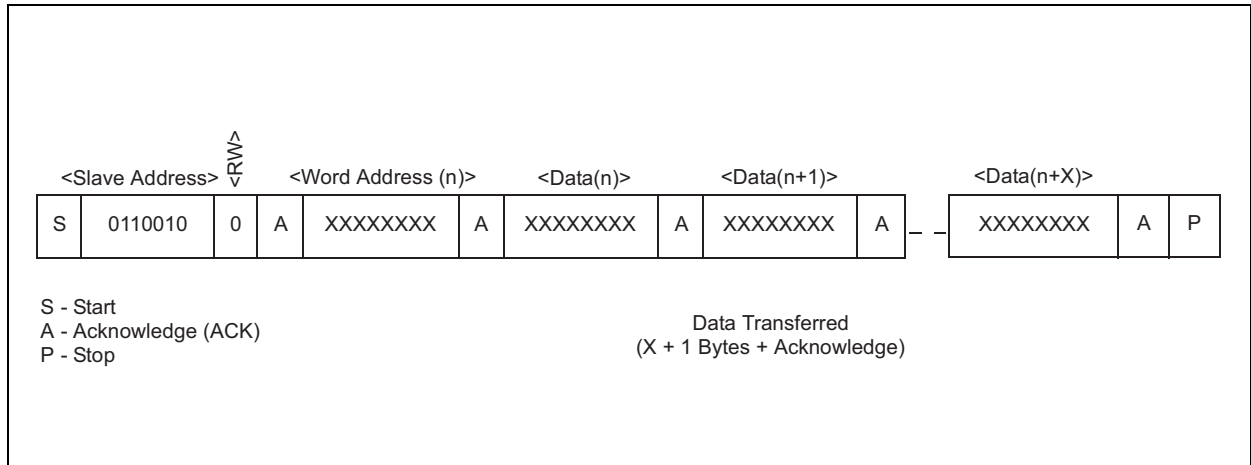 <Slave Address> <RW> <Word Address (n)> <Data(n)> <Data(n+1)> <Data(n+X)>
S 0110010 0 A XXXXXXXX A XXXXXXXX A XXXXXXXX A XXXXXXXX A P
S - Start
A - Acknowledge (ACK)
P - Stop
Data Transferred
(X + 1 Bytes + Acknowledge)